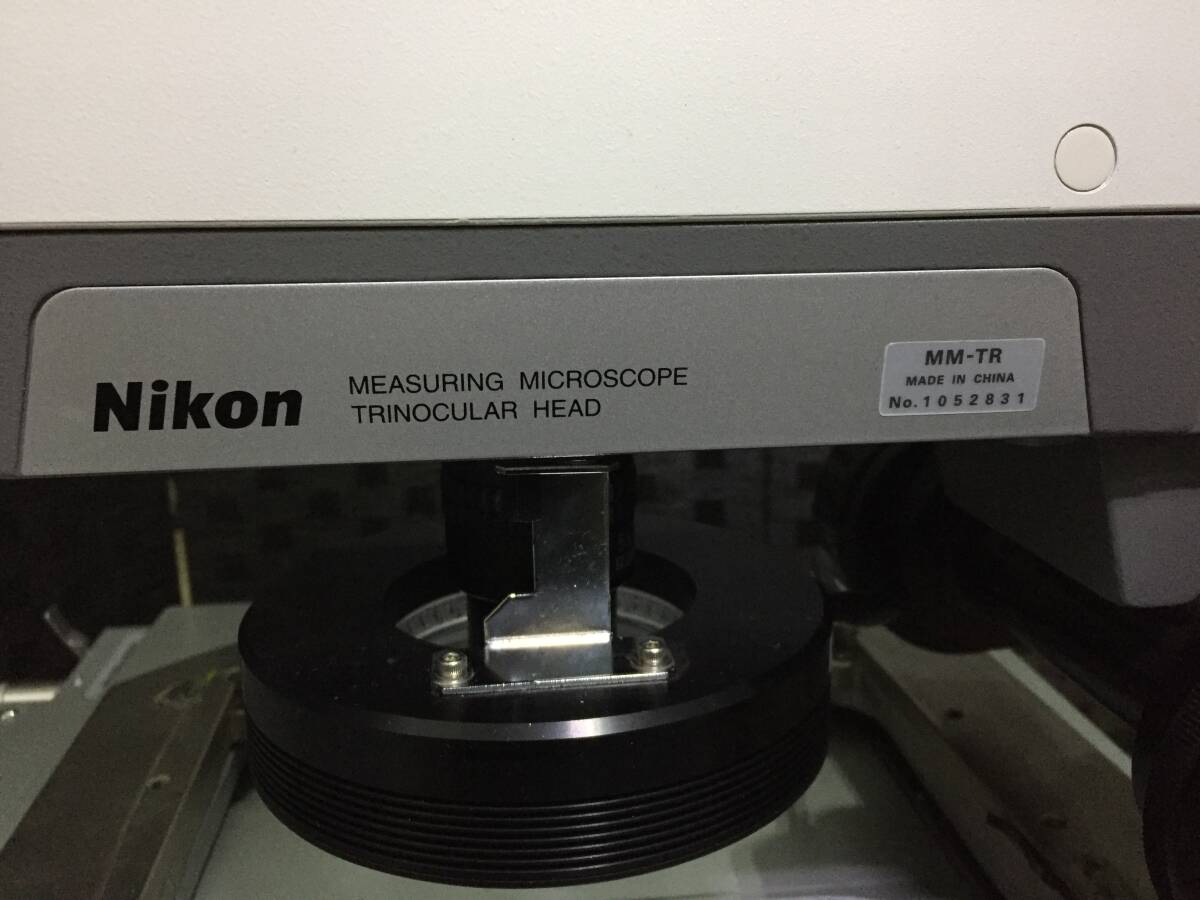 Nikon
MEASURING MICROSCOPE
TRINOCULAR HEAD
MM-TR
MADE IN CHINA
No.1052831